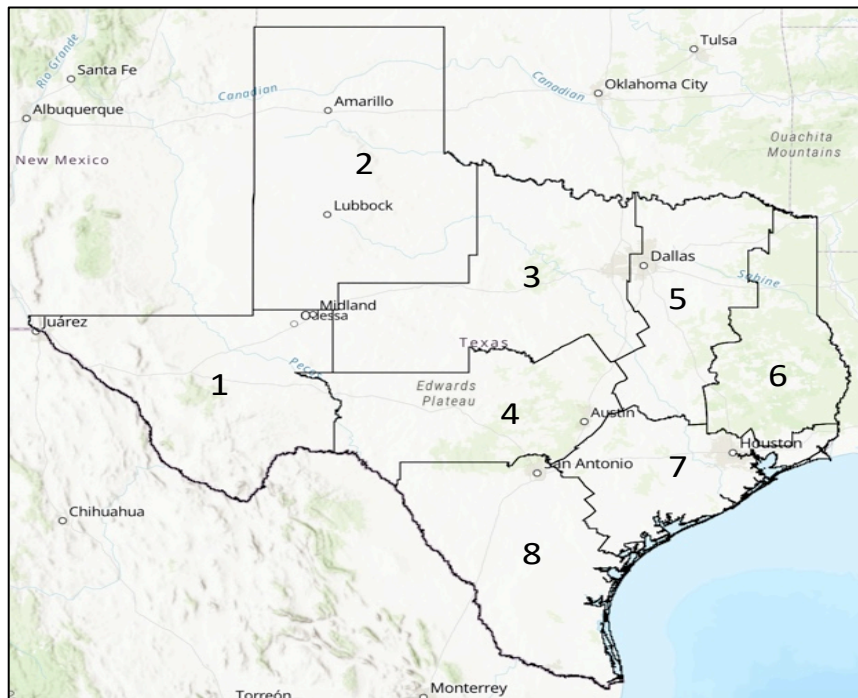 Tulsa
Santa Fe
Rio Grande
Canadian
Canadian
Oklahoma City
Amarillo
Albuquerque
Ouachita
Mountains
New Mexico
2
Lubbock
Dallas
3
Sabine
5
Midland
Odessa
Juárez
Texas
Pecos
1
Edwards
Plateau
6
4
Austin
Houston
San Antonio
7
Chihuahua
8
Monterrey
Torreón